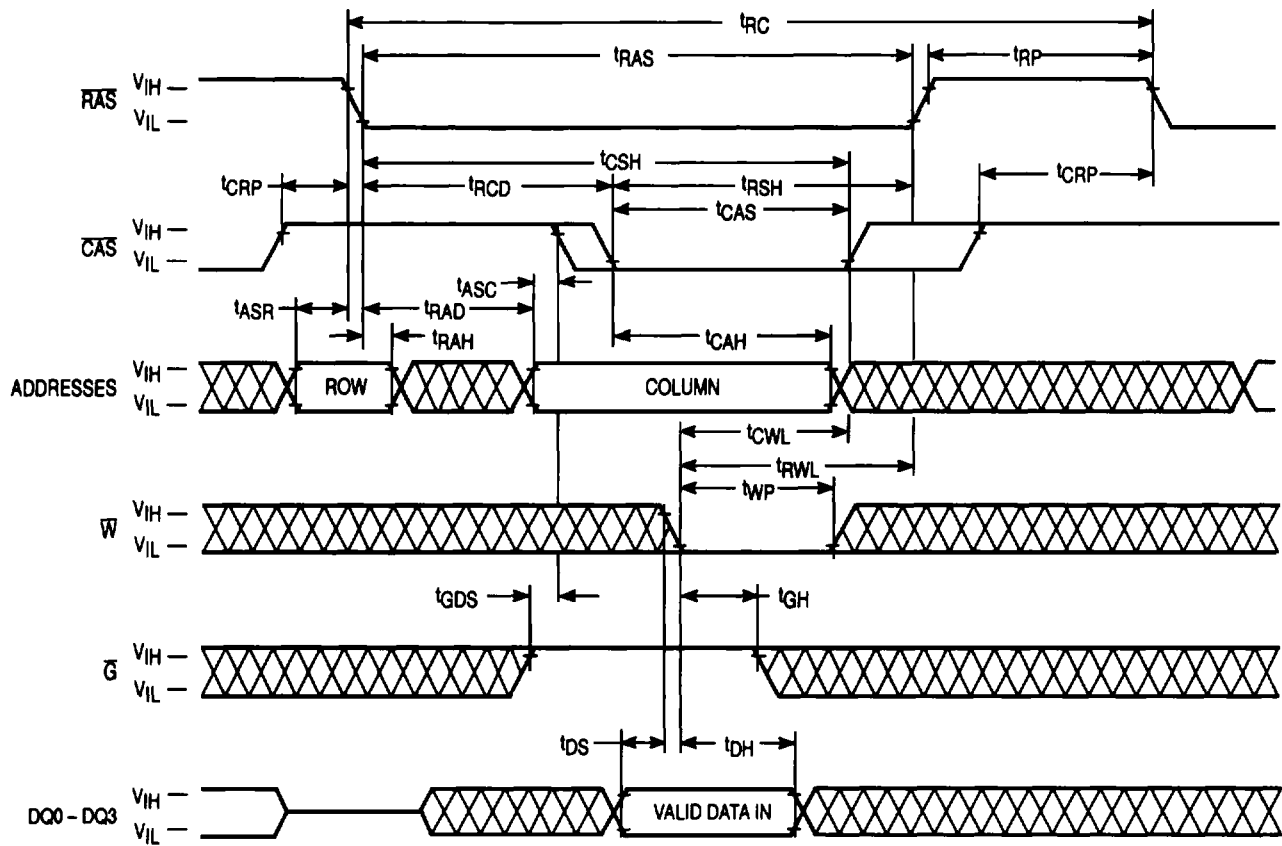 tRC
tRAS
tRP
RAS
VIH
VIL
tCSH
tCRP
tRCD
tRSH
tCRP
tCAS
CAS
VIH
VIL
tASC
tASR
tRAD
tRAH
tCAH
ADDRESSES
VIH
VIL
ROW
COLUMN
tCWL
tRWL
tWP
W
VIH
VIL
tGDS
tGH
G
VIH
VIL
tDS
tDH
DQ0 – DQ3
VIH
VIL
VALID DATA IN